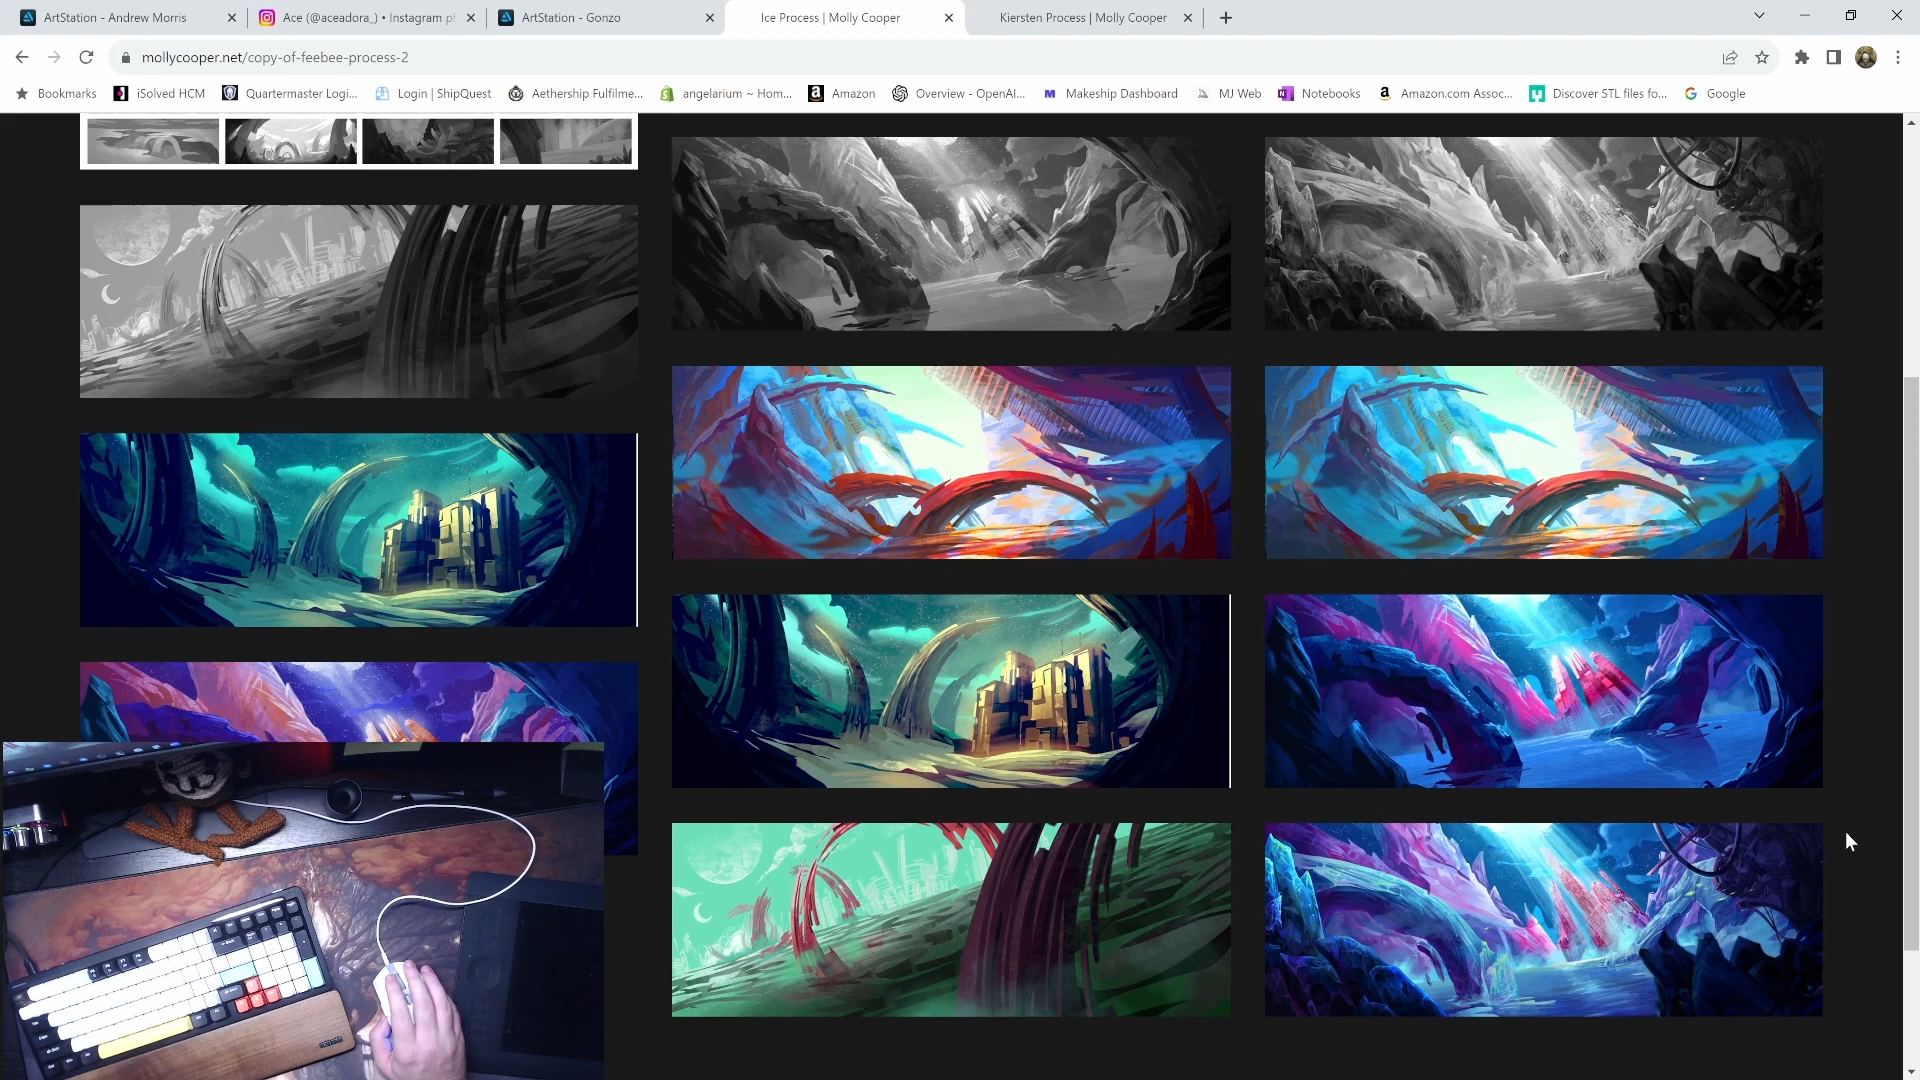 ArtStation - Andrew Morris
Ace (@aceadora_) • Instagram ph
ArtStation - Gonzo
Ice Process | Molly Cooper
Kiersten Process | Molly Cooper
mollycooper.net/copy-of-feebee-process-2
Bookmarks
iSolved HCM
Quartermaster Logi...
Login | ShipQuest
Aethership Fulfilme...
angelarium ~ Hom...
Amazon
Overview - OpenAI...
Makeship Dashboard
MJ Web
Notebooks
Amazon.com Assoc...
Discover STL files fo...
Google